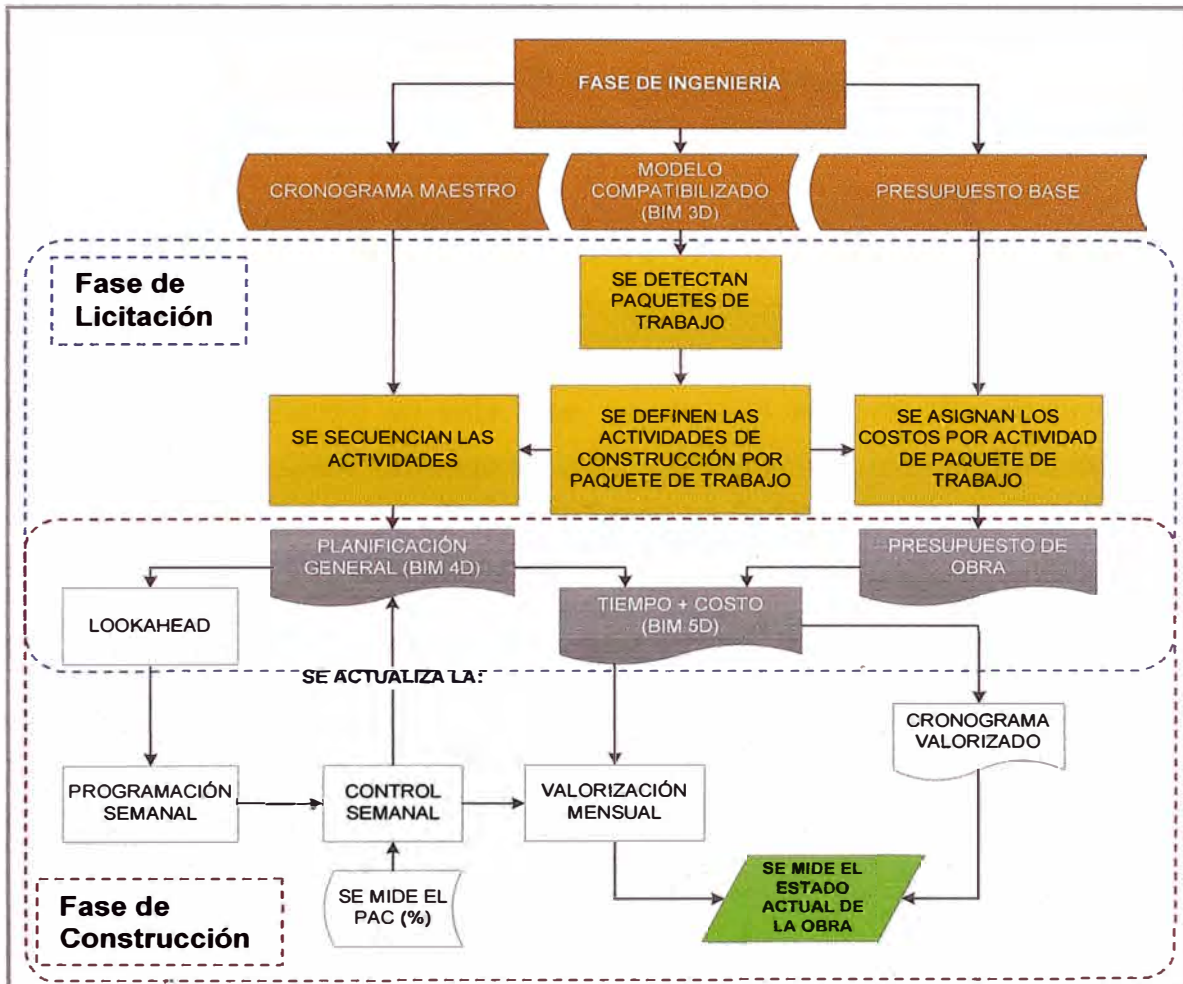 FASE DE INGENIERÍA
CRONOGRAMA MAESTRO
MODELO
COMPATIBILIZADO
(BIM 3D)
PRESUPUESTO BASE
Fase de
Licitación
SE DETECTAN
PAQUETES DE
TRABAJO
SE SECUENCIAN LAS
ACTIVIDADES
SE DEFINEN LAS
ACTIVIDADES DE
CONSTRUCCIÓN POR
PAQUETE DE TRABAJO
SE ASIGNAN LOS
COSTOS POR ACTIVIDAD
DE PAQUETE DE
TRABAJO
PLANIFICACIÓN
GENERAL (BIM 4D)
PRESUPUESTO DE
OBRA
LOOKAHEAD
TIEMPO + COSTO
(BIM 5D)
SE ACTUALIZA LA:
CRONOGRAMA
VALORIZADO
PROGRAMACIÓN
SEMANAL
CONTROL
SEMANAL
VALORIZACIÓN
MENSUAL
SE MIDE EL
PAC (%)
SE MIDE EL
ESTADO
ACTUAL DE
LA OBRA
Fase de
Construcción